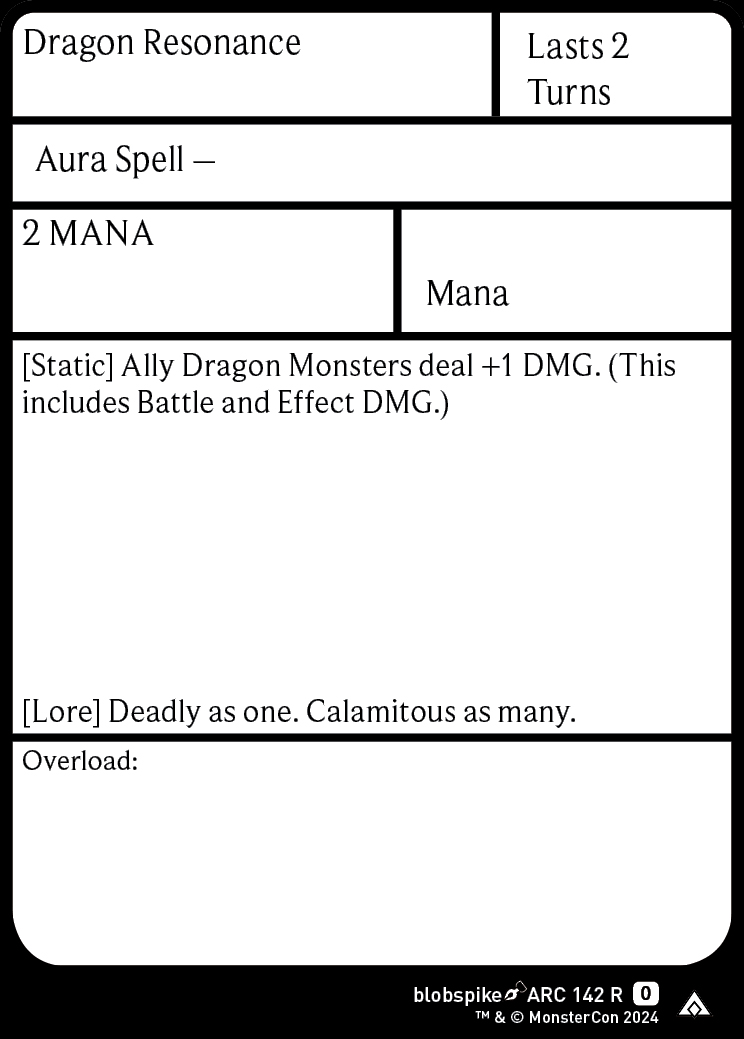 Dragon Resonance
Lasts 2
Turns
Aura Spell –
2 MANA
Mana
[Static] Ally Dragon Monsters deal +1 DMG. (This
includes Battle and Effect DMG.)
[Lore] Deadly as one. Calamitous as many.
Overload:
blobspike ARC 142 R 0
™ & © MonsterCon 2024